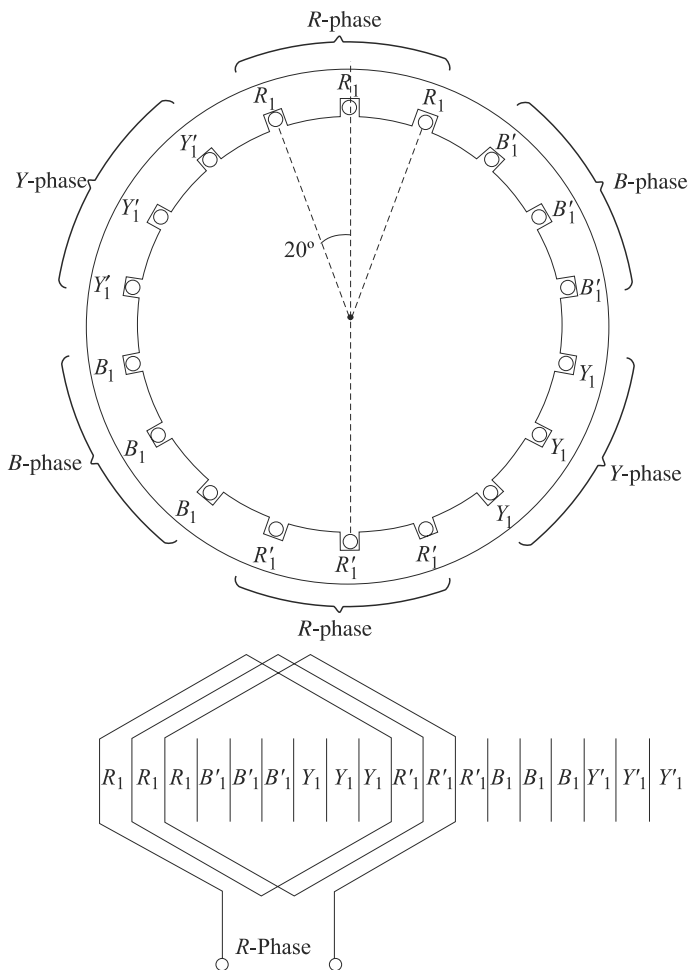 R-phase
R₁ R₁ R₁
Y′₁ B′₁
Y-phase B-phase
Y′₁ B′₁
20º
Y′₁ B′₁
B₁ Y₁
B-phase Y-phase
B₁ Y₁
B₁ Y₁
R′₁ R′₁ R′₁
R-phase
R₁ R₁ R₁ B′₁ B′₁ B′₁ Y₁ Y₁ Y₁ R′₁ R′₁ R′₁ B₁ B₁ B₁ Y′₁ Y′₁ Y′₁
R-Phase